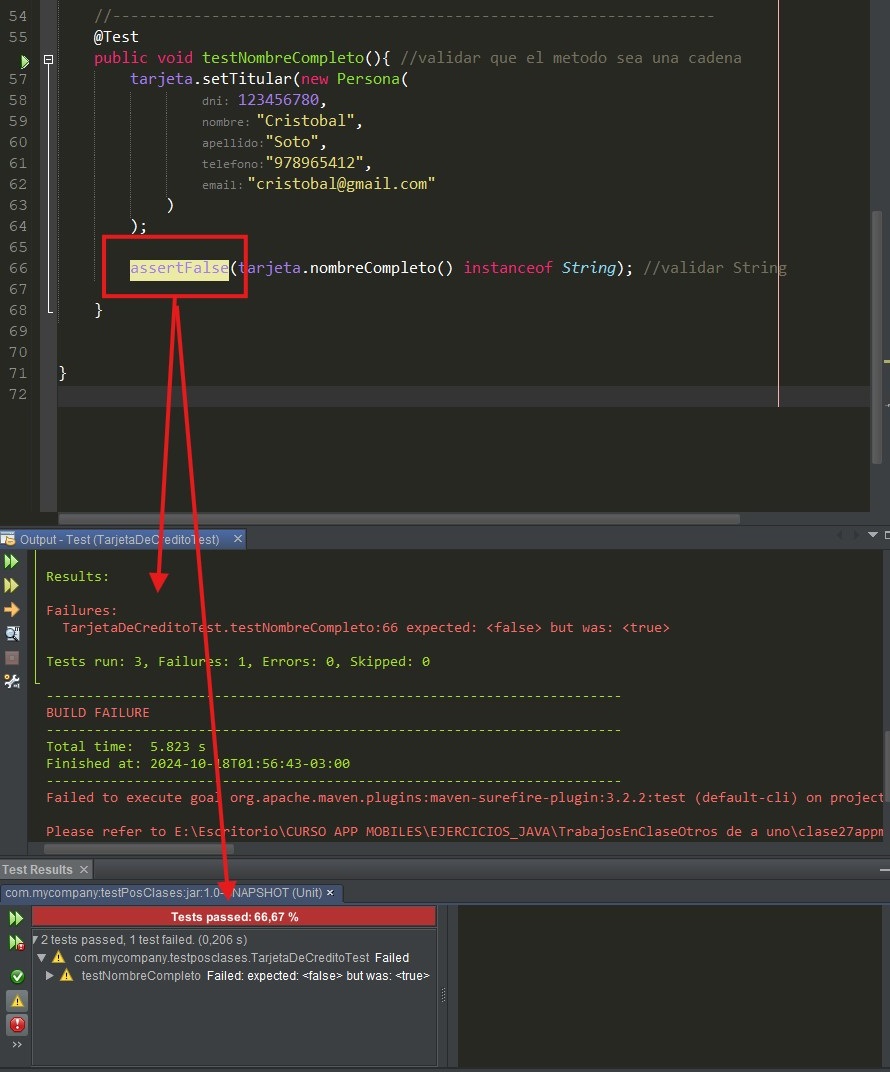 54 //-------------------------------------------------------------------
55 @Test
public void testNombreCompleto(){ //validar que el metodo sea una cadena
57 tarjeta.setTitular(new Persona(
58 dni: 123456780,
59 nombre: "Cristobal",
60 apellido:"Soto",
61 telefono:"978965412",
62 email:"cristobal@gmail.com"
63 )
64 );
65
66 assertFalse(tarjeta.nombreCompleto() instanceof String); //validar String
67
68 }
69
70
71 }
72
Output - Test (TarjetaDeCreditoTest) ×
Results:
Failures:
TarjetaDeCreditoTest.testNombreCompleto:66 expected: <false> but was: <true>
Tests run: 3, Failures: 1, Errors: 0, Skipped: 0
------------------------------------------------------------------------
BUILD FAILURE
------------------------------------------------------------------------
Total time:  5.823 s
Finished at: 2024-10-18T01:56:43-03:00
------------------------------------------------------------------------
Failed to execute goal org.apache.maven.plugins:maven-surefire-plugin:3.2.2:test (default-cli) on project
Please refer to E:\Escritorio\CURSO APP MOBILES\EJERCICIOS_JAVA\TrabajosEnClaseOtros de a uno\clase27appm
Test Results ×
com.mycompany:testPosClases:jar:1.0-SNAPSHOT (Unit) ×
Tests passed: 66,67 %
2 tests passed, 1 test failed. (0,206 s)
com.mycompany.testposclases.TarjetaDeCreditoTest Failed
testNombreCompleto Failed: expected: <false> but was: <true>